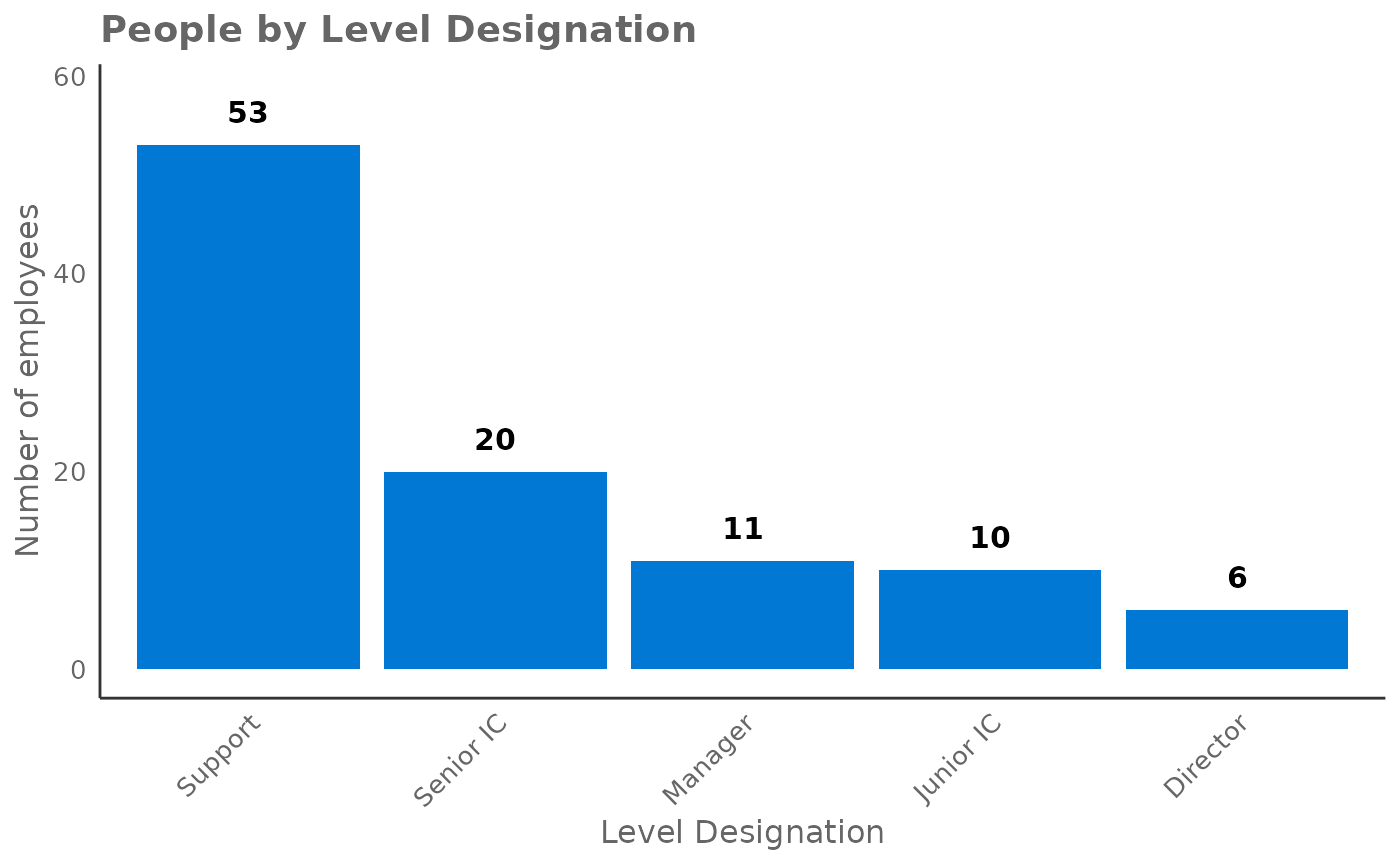 People by Level Designation
Number of employees
60
40
20
0
53
20
11
10
6
Support
Senior IC
Manager
Junior IC
Director
Level Designation